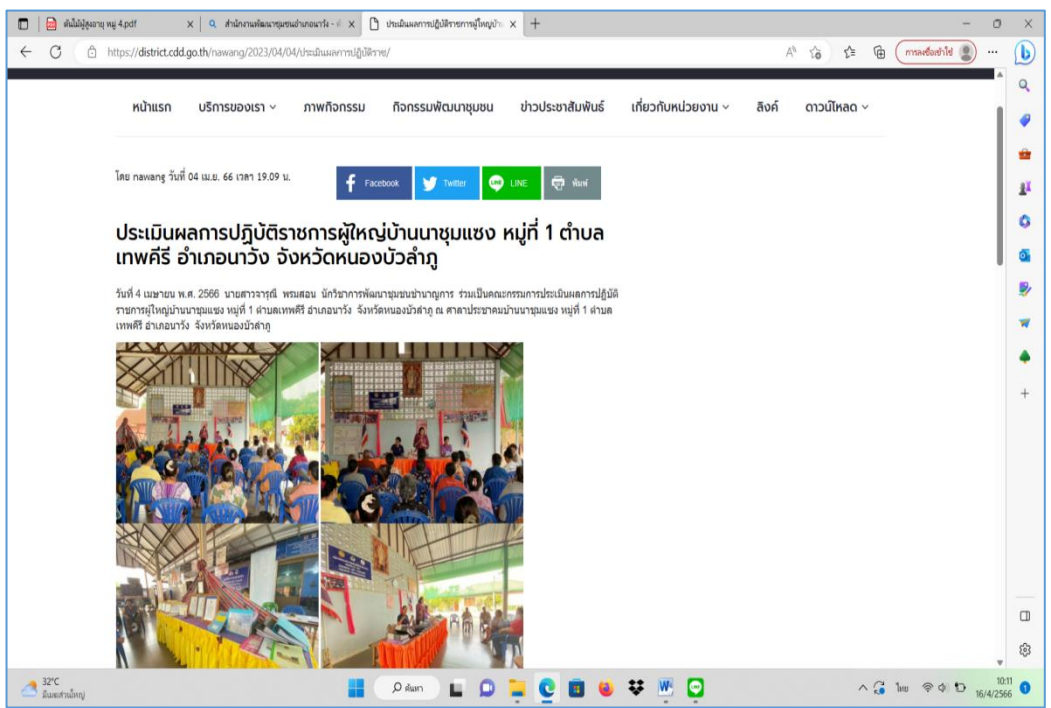 ต้นไม้ผู้สูงอายุ หมู่ 4.pdf
สำนักงานพัฒนาชุมชนอำเภอนาวัง -
ประเมินผลการปฏิบัติราชการผู้ใหญ่บ้า
https://district.cdd.go.th/nawang/2023/04/04/ประเมินผลการปฏิบัติราช/
การลงชื่อเข้าใช้
หน้าแรก บริการของเรา ภาพกิจกรรม กิจกรรมพัฒนาชุมชน ข่าวประชาสัมพันธ์ เกี่ยวกับหน่วยงาน ลิงค์ ดาวน์โหลด
โดย nawang วันที่ 04 เม.ย. 66 เวลา 19.09 น.
Facebook Twitter LINE พิมพ์
ประเมินผลการปฏิบัติราชการผู้ใหญ่บ้านนาชุมแซง หมู่ที่ 1 ตำบล
เทพคีรี อำเภอนาวัง จังหวัดหนองบัวลำภู
วันที่ 4 เมษายน พ.ศ. 2566 นายสาวจารุณี พรมสอน นักวิชาการพัฒนาชุมชนชำนาญการ ร่วมเป็นคณะกรรมการประเมินผลการปฏิบัติ
ราชการผู้ใหญ่บ้านนาชุมแซง หมู่ที่ 1 ตำบลเทพคีรี อำเภอนาวัง จังหวัดหนองบัวลำภู ณ ศาลาประชาคมบ้านนาชุมแซง หมู่ที่ 1 ตำบล
เทพคีรี อำเภอนาวัง จังหวัดหนองบัวลำภู
32°C
มีแดดส่วนใหญ่
ค้นหา
ไทย
10:11
16/4/2566